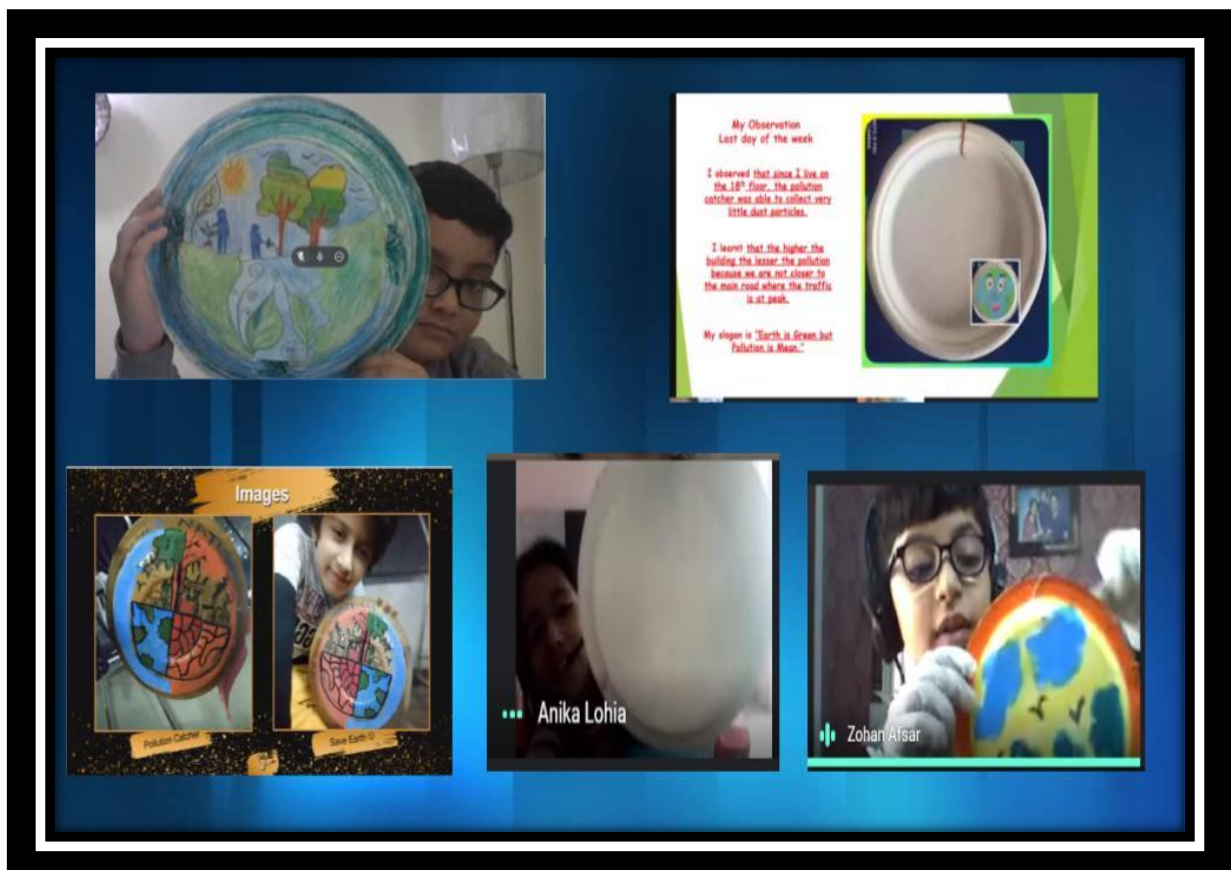 My Observation
Last day of the week
I observed that since I live on
the 18th floor, the pollution
catcher was able to collect very
little dust particles.
I learnt that the higher the
building the lesser the pollution
because we are not closer to
the main road where the traffic
is at peak.
My slogan is "Earth is Green but
Pollution is Mean."
Images
Pollution Catcher
Save Earth ☺
Anika Lohia
Zohan Afsar